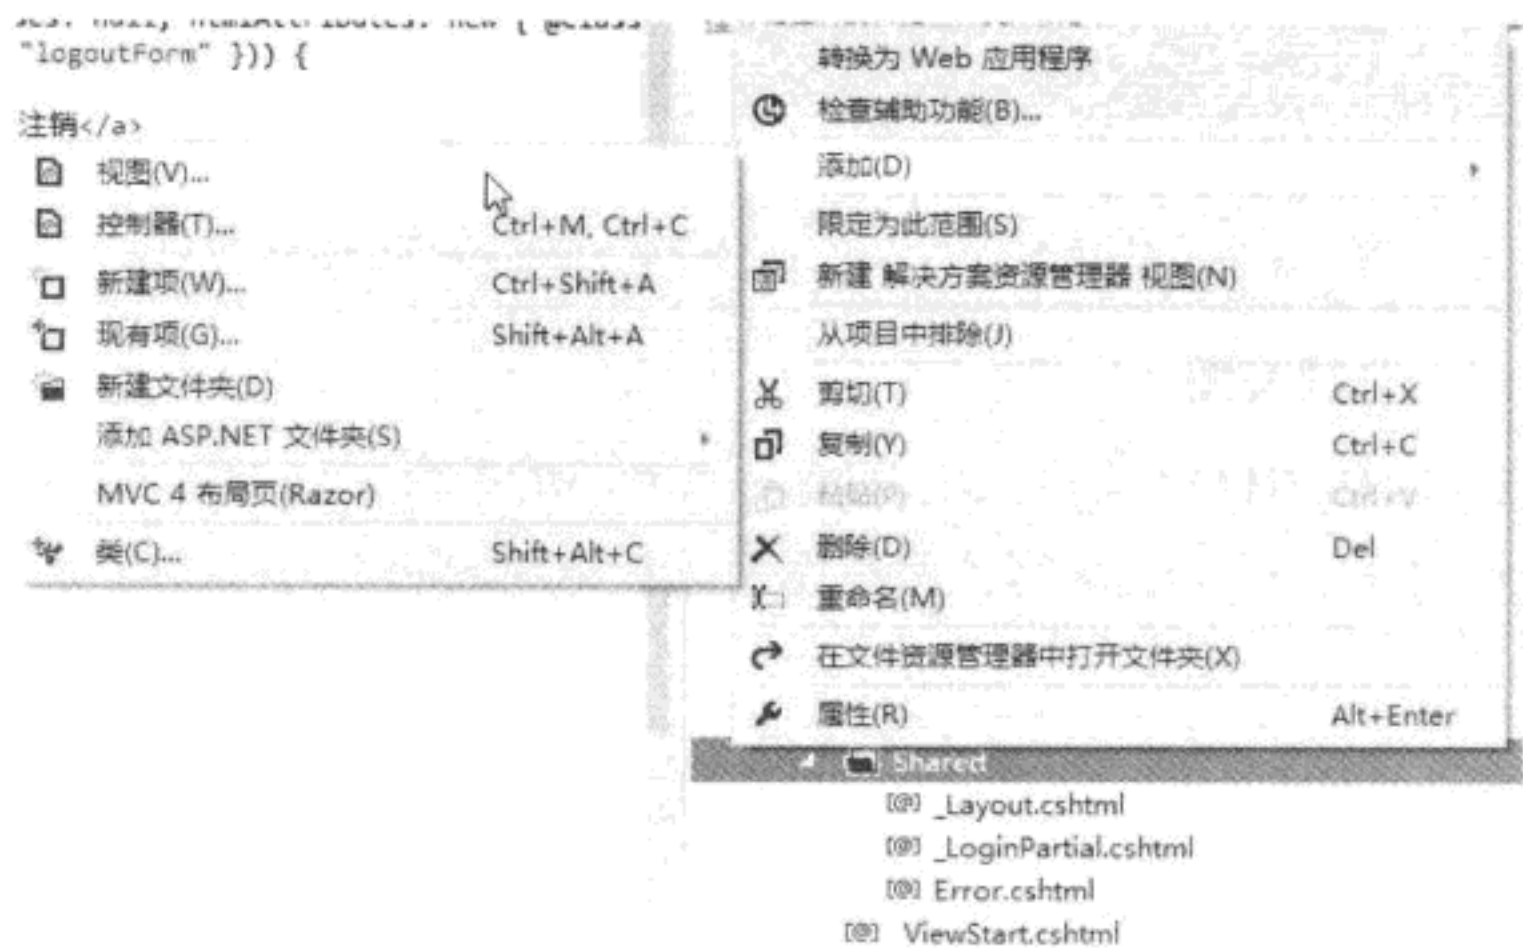 "logoutForm" })) {
注销</a>
视图(V)...
控制器(T)... Ctrl+M, Ctrl+C
新建项(W)... Ctrl+Shift+A
现有项(G)... Shift+Alt+A
新建文件夹(D)
添加 ASP.NET 文件夹(S)
MVC 4 布局页(Razor)
类(C)... Shift+Alt+C
转换为 Web 应用程序
检查辅助功能(B)...
添加(D)
限定为此范围(S)
新建 解决方案资源管理器 视图(N)
从项目中排除(J)
剪切(T) Ctrl+X
复制(Y) Ctrl+C
粘贴(P) Ctrl+V
删除(D) Del
重命名(M)
在文件资源管理器中打开文件夹(X)
属性(R) Alt+Enter
Shared
[@] _Layout.cshtml
[@] _LoginPartial.cshtml
[@] Error.cshtml
[@] ViewStart.cshtml